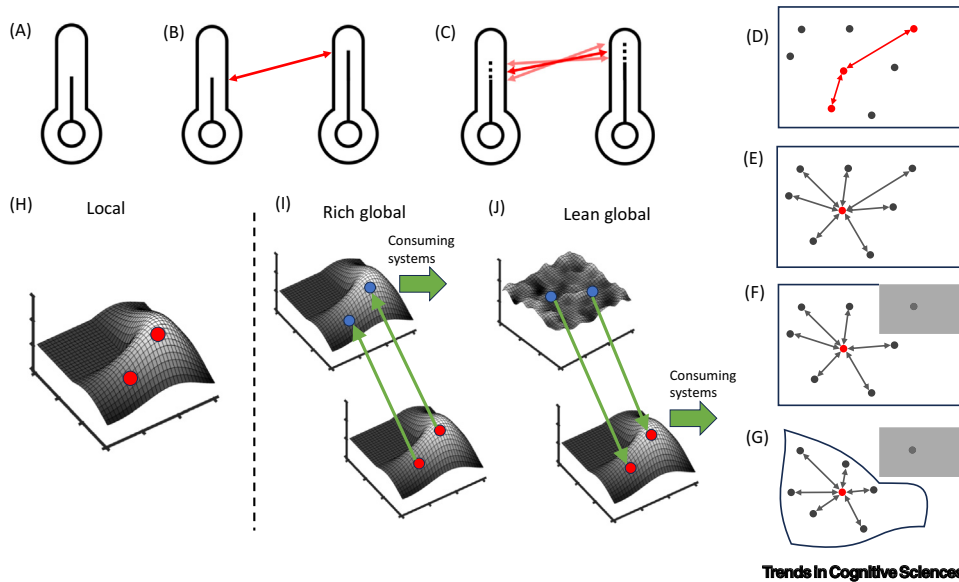 (A)
(B)
(C)
(D)
(E)
(F)
(G)
(H)
Local
(I)
Rich global
Consuming
systems
(J)
Lean global
Consuming
systems
Trends in Cognitive Sciences